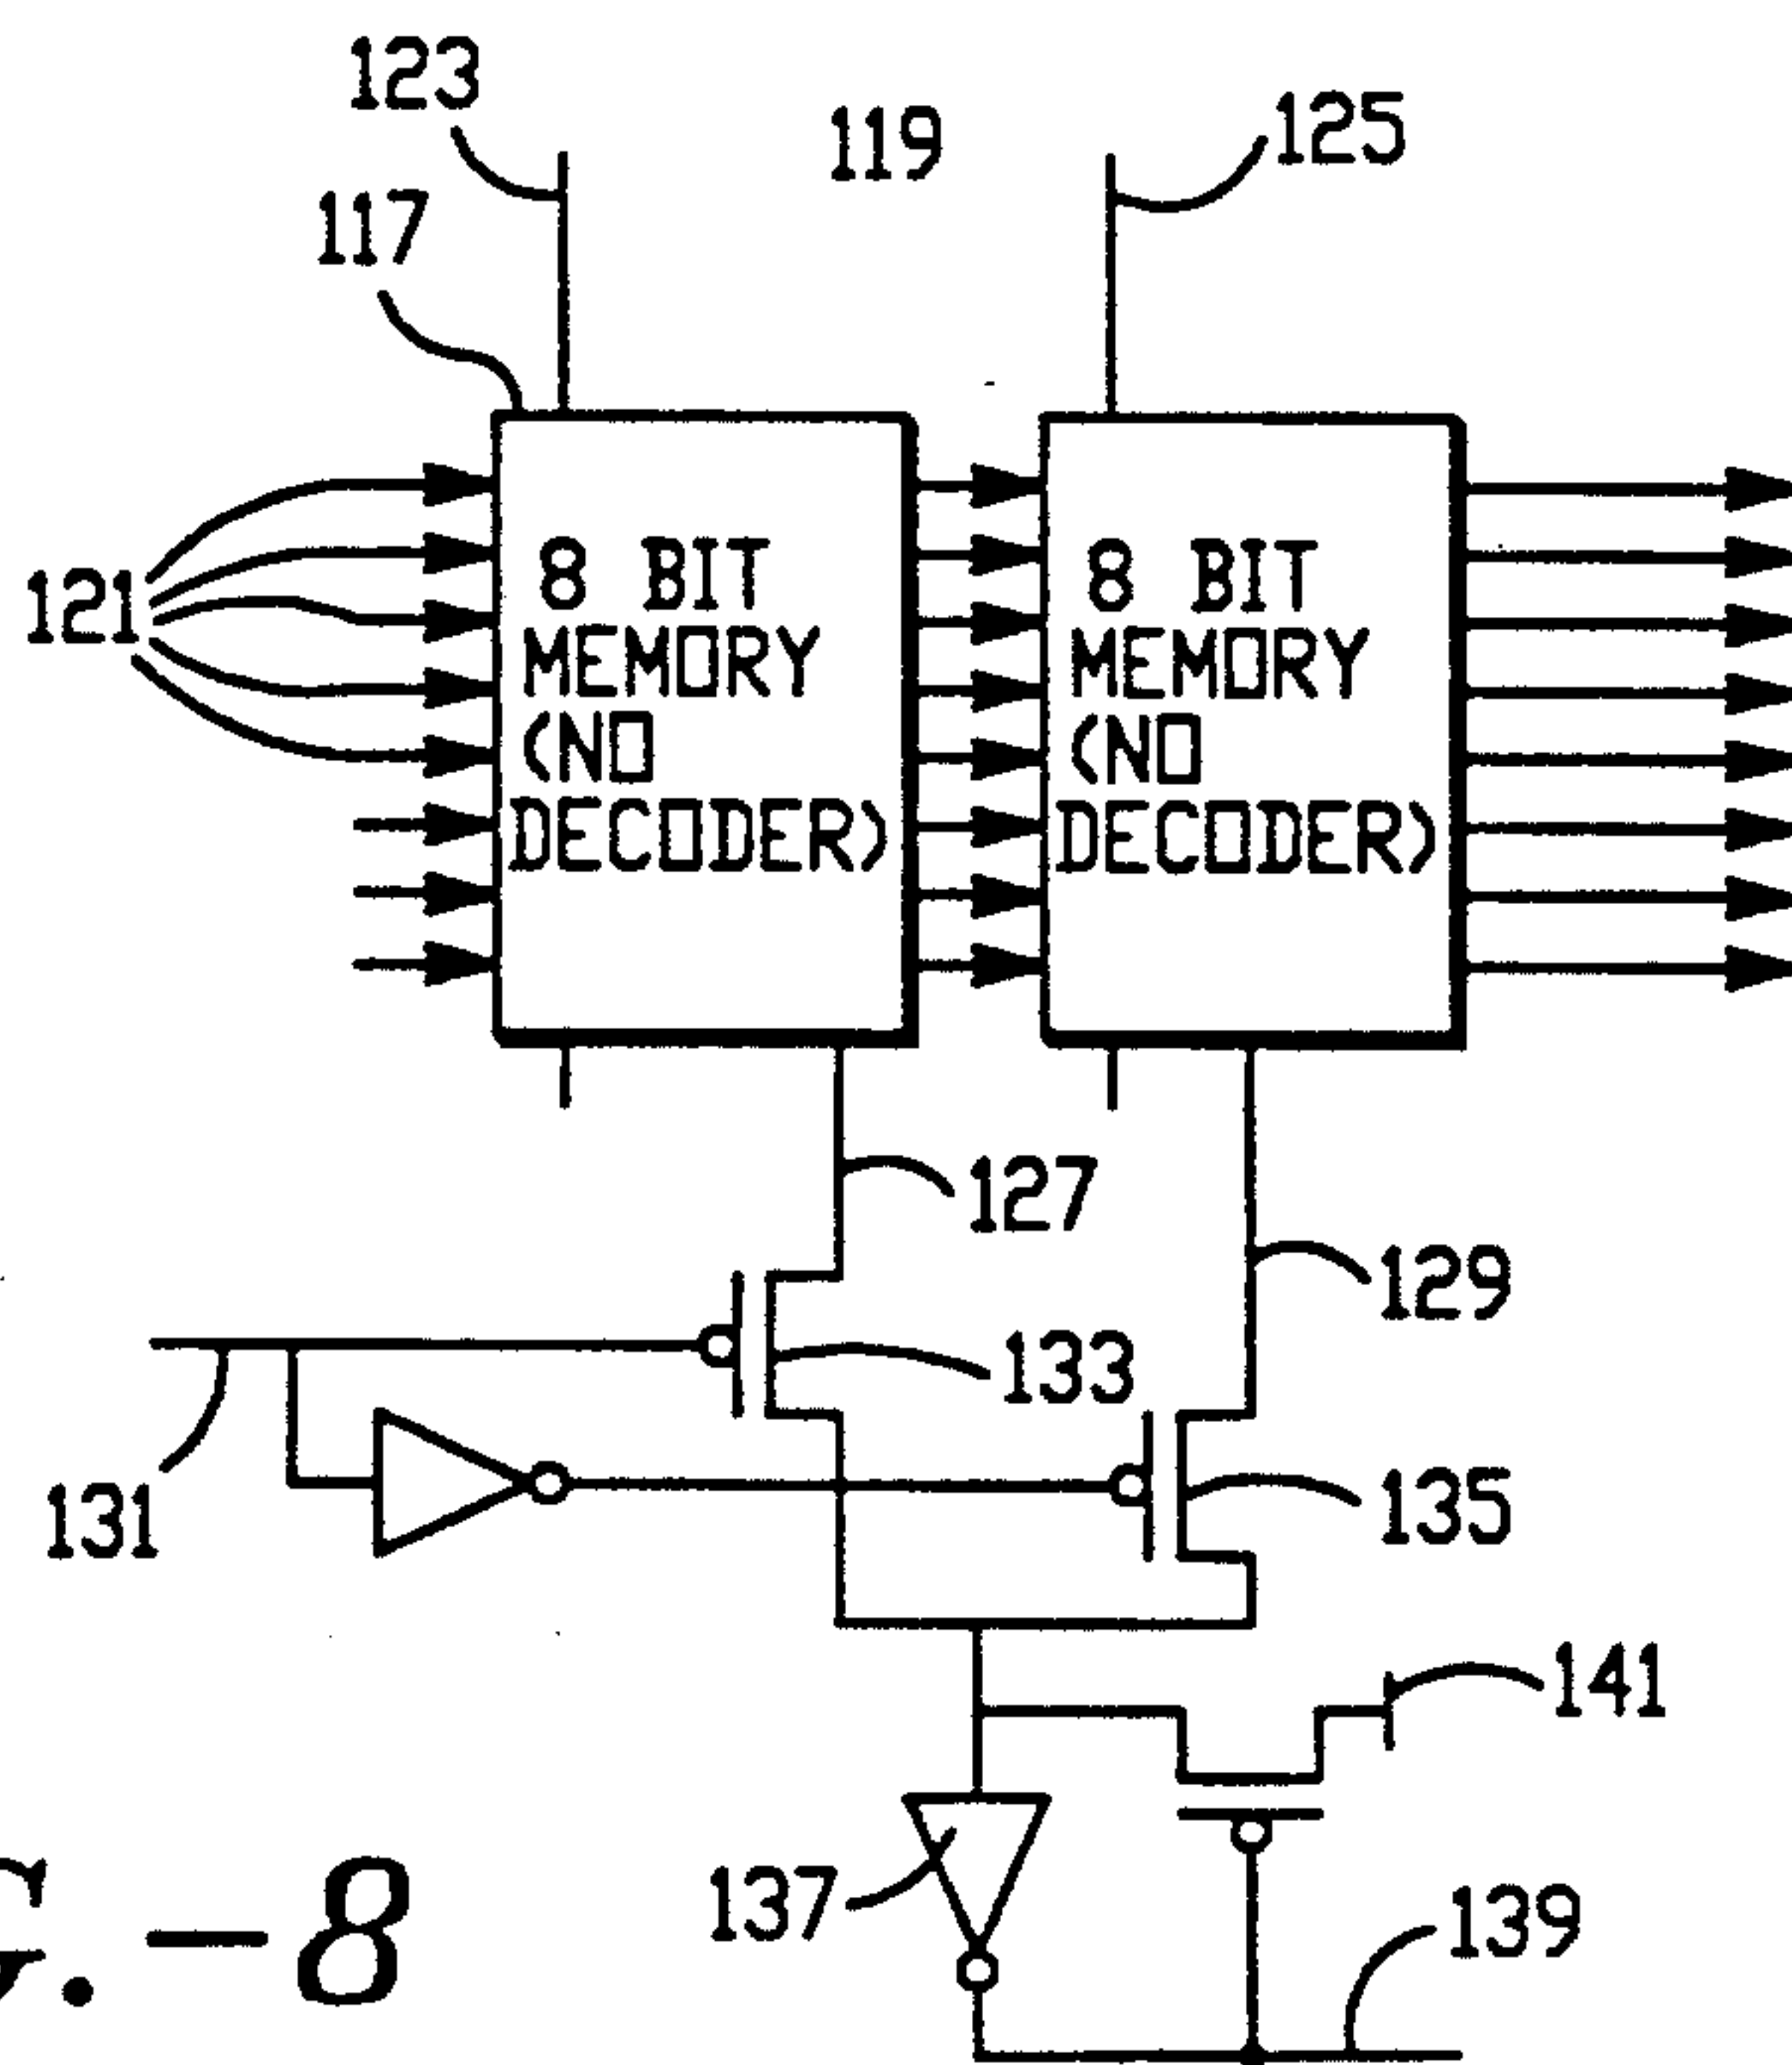 123
119
125
117
121
8 BIT
MEMORY
(NO
DECODER)
8 BIT
MEMORY
(NO
DECODER)
127
129
133
131
135
141
137
139
G.-8